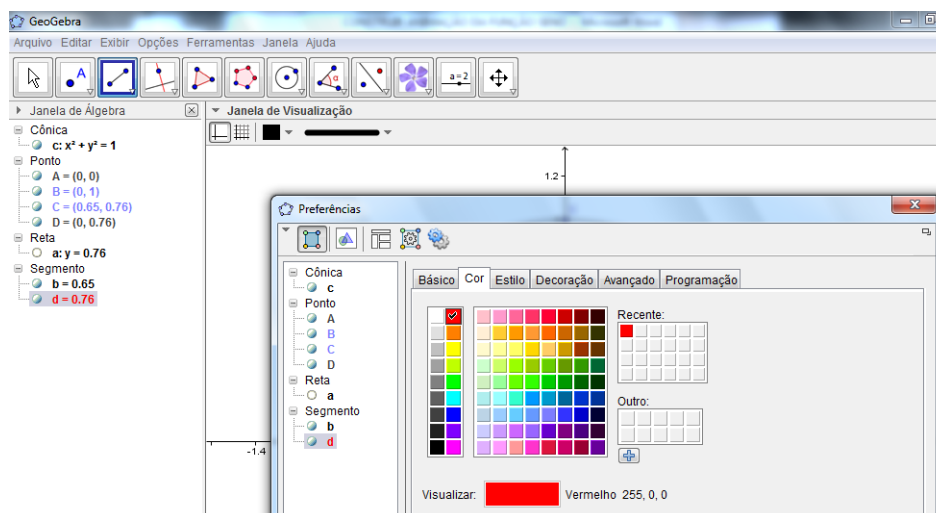 GeoGebra
Arquivo Editar Exibir Opções Ferramentas Janela Ajuda
A
α
a=2
Janela de Álgebra
Janela de Visualização
Cônica
c: x² + y² = 1
Ponto
A = (0, 0)
B = (0, 1)
C = (0.65, 0.76)
D = (0, 0.76)
Reta
a: y = 0.76
Segmento
b = 0.65
d = 0.76
1.2
-1.4
Preferências
Cônica
c
Ponto
A
B
C
D
Reta
a
Segmento
b
d
Básico Cor Estilo Decoração Avançado Programação
Recente:
Outro:
Visualizar: Vermelho 255, 0, 0